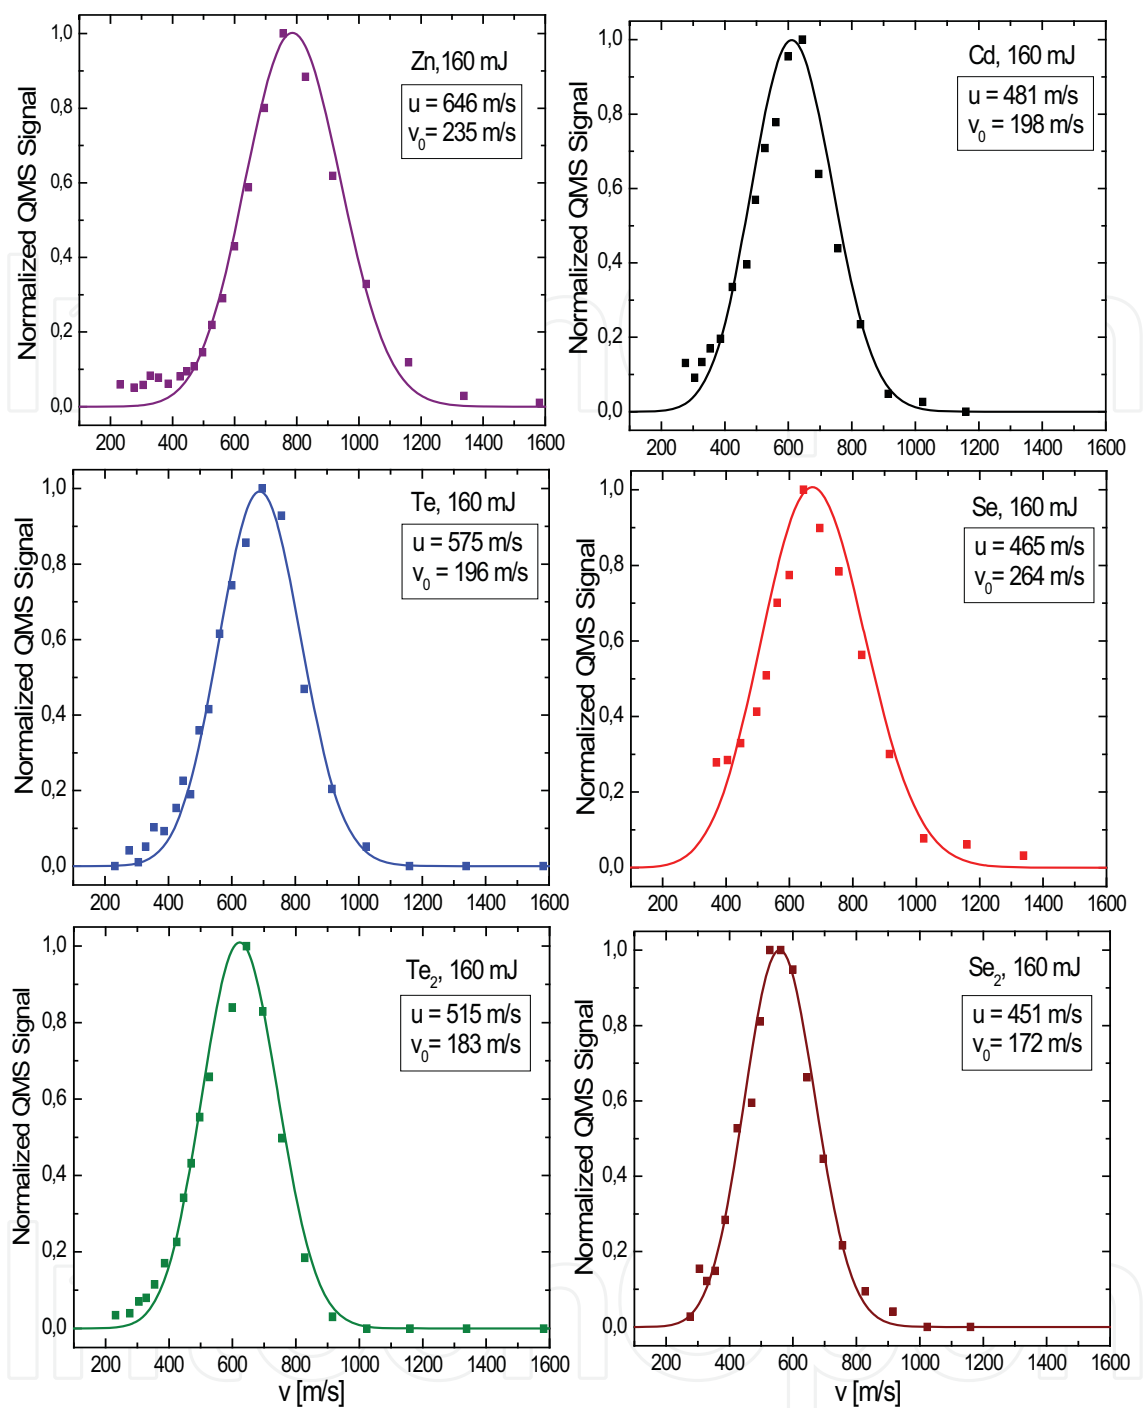 Normalized QMS Signal
1,0
0,8
0,6
0,4
0,2
0,0
Zn,160 mJ
u = 646 m/s
v0= 235 m/s
200 400 600 800 1000 1200 1400 1600
Normalized QMS Signal
1,0
0,8
0,6
0,4
0,2
0,0
Cd, 160 mJ
u = 481 m/s
v0 = 198 m/s
200 400 600 800 1000 1200 1400 1600
Normalized QMS Signal
1,0
0,8
0,6
0,4
0,2
0,0
Te, 160 mJ
u = 575 m/s
v0 = 196 m/s
200 400 600 800 1000 1200 1400 1600
Normalized QMS Signal
1,0
0,8
0,6
0,4
0,2
0,0
Se, 160 mJ
u = 465 m/s
v0= 264 m/s
200 400 600 800 1000 1200 1400 1600
Normalized QMS Signal
1,0
0,8
0,6
0,4
0,2
0,0
Te2, 160 mJ
u = 515 m/s
v0= 183 m/s
200 400 600 800 1000 1200 1400 1600
v [m/s]
Normalized QMS Signal
1,0
0,8
0,6
0,4
0,2
0,0
Se2, 160 mJ
u = 451 m/s
v0= 172 m/s
200 400 600 800 1000 1200 1400 1600
v [m/s]